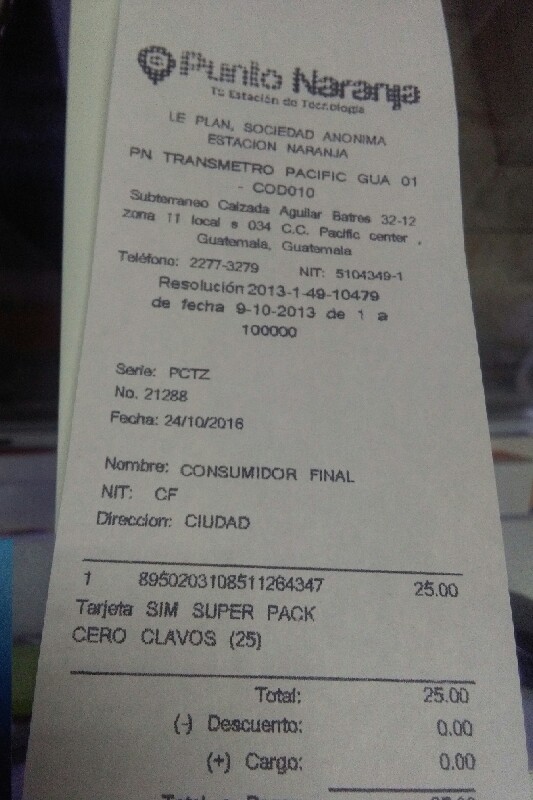 Punto Naranja
Tu Estación de Tecnología
LE PLAN, SOCIEDAD ANONIMA
ESTACION NARANJA
PN TRANSMETRO PACIFIC GUA 01
- COD010
Subterraneo Calzada Aguilar Batres 32-12
zona 11 local s 034 C.C. Pacific center ,
Guatemala, Guatemala
Teléfono: 2277-3279 NIT: 5104349-1
Resolución 2013-1-49-10479
de fecha 9-10-2013 de 1 a
100000
Serie: PCTZ
No. 21288
Fecha: 24/10/2016
Nombre: CONSUMIDOR FINAL
NIT: CF
Direccion: CIUDAD
1 8950203108511264347 25.00
Tarjeta SIM SUPER PACK
CERO CLAVOS (25)
Total: 25.00
(-) Descuento: 0.00
(+) Cargo: 0.00